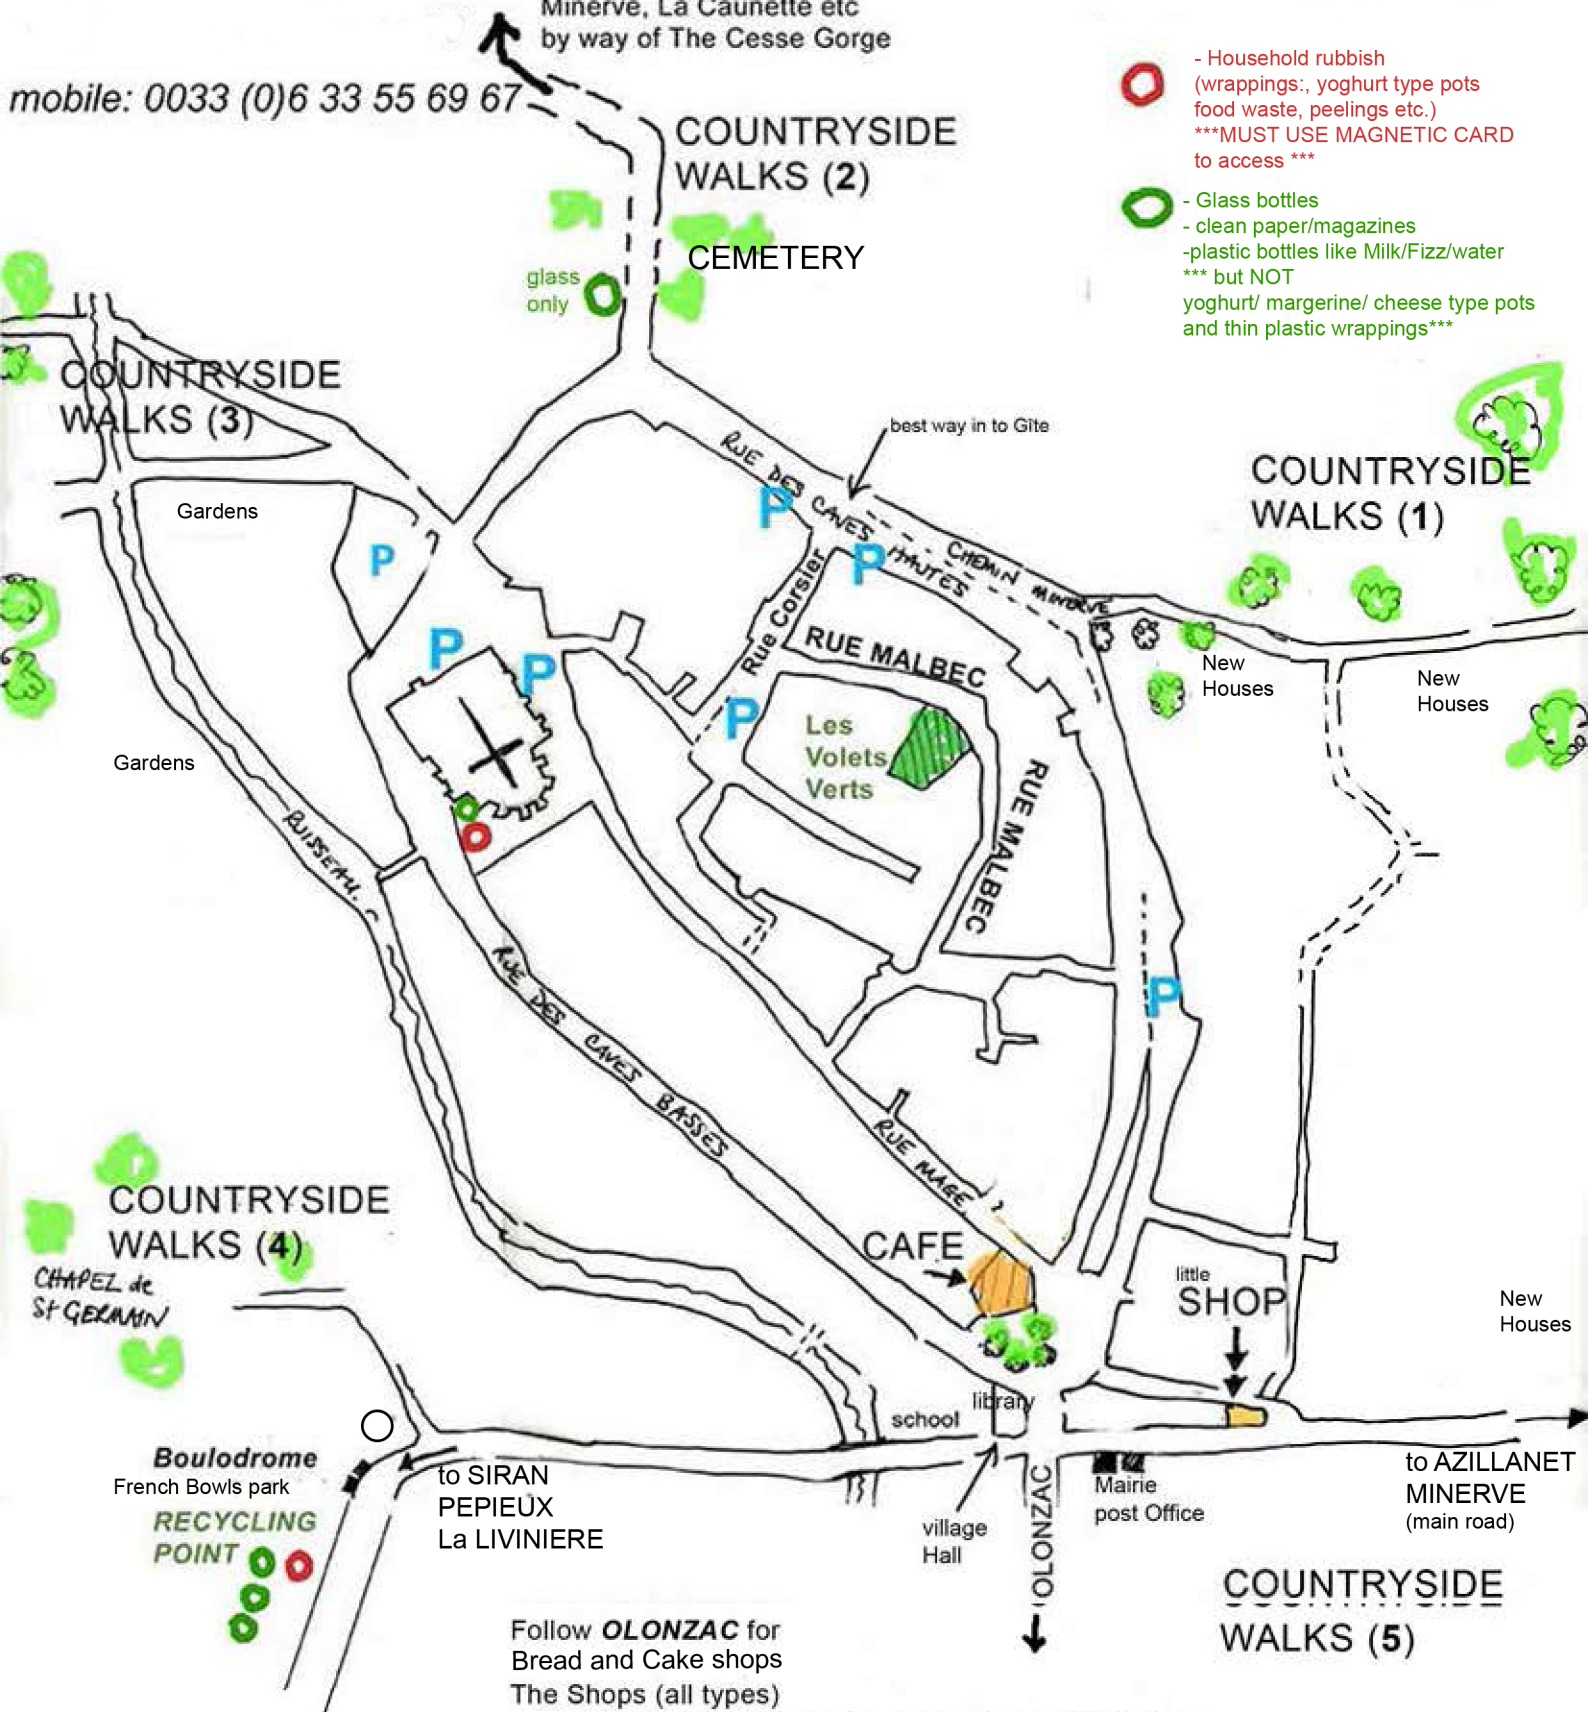 Minerve, La Caunette etc
by way of The Cesse Gorge
mobile: 0033 (0)6 33 55 69 67
- Household rubbish
(wrappings:, yoghurt type pots
food waste, peelings etc.)
***MUST USE MAGNETIC CARD
to access ***
- Glass bottles
- clean paper/magazines
-plastic bottles like Milk/Fizz/water
*** but NOT
yoghurt/ margerine/ cheese type pots
and thin plastic wrappings***
COUNTRYSIDE
WALKS (2)
CEMETERY
glass
only
COUNTRYSIDE
WALKS (3)
best way in to Gîte
RUE DES CAVES HAUTES
CHEMIN MINERVE
COUNTRYSIDE
WALKS (1)
Gardens
P
P
P
P
P
P
Rue Corsier
RUE MALBEC
New
Houses
New
Houses
Les
Volets
Verts
RUE MALBEC
Gardens
RUISSEAU.
P
RUE DES CAVES BASSES
RUE MAGE
COUNTRYSIDE
WALKS (4)
CHAPEZ de
St GERMAIN
CAFE
little
SHOP
New
Houses
library
school
Boulodrome
French Bowls park
RECYCLING
POINT
to SIRAN
PEPIEUX
La LIVINIERE
village
Hall
OLONZAC
Mairie
post Office
to AZILLANET
MINERVE
(main road)
COUNTRYSIDE
WALKS (5)
Follow OLONZAC for
Bread and Cake shops
The Shops (all types)